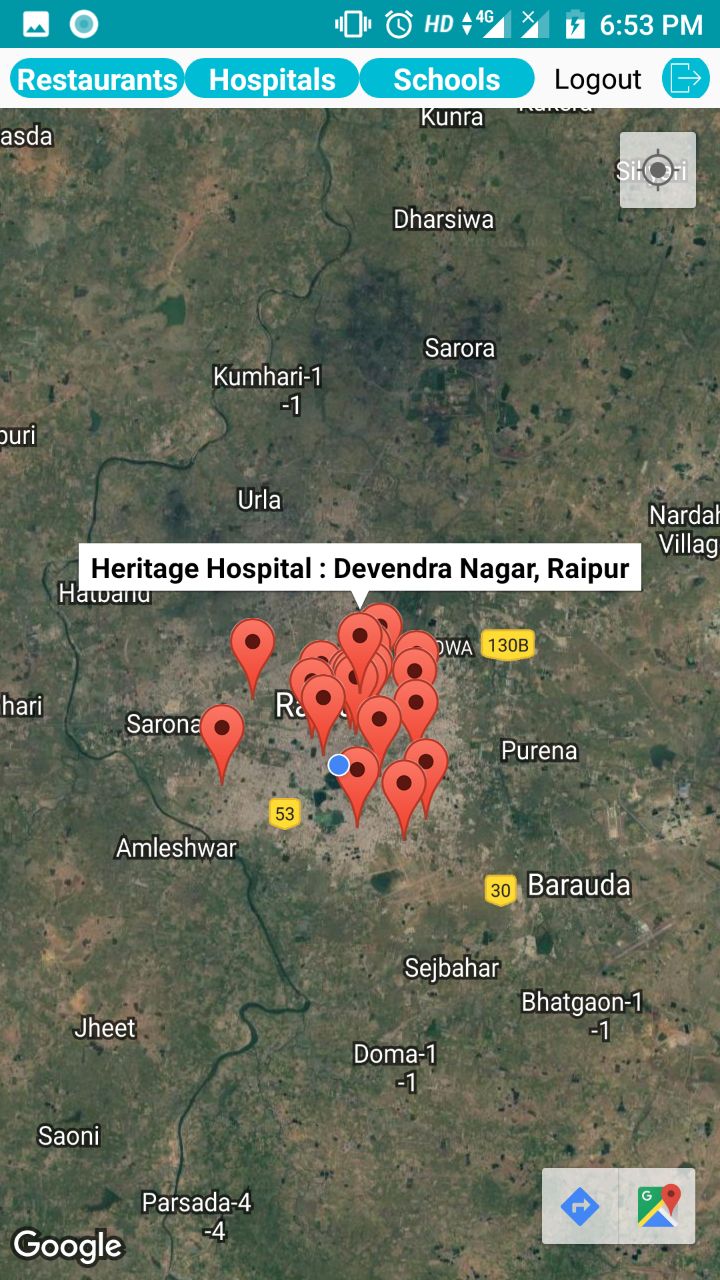 HD 4G 6:53 PM
Restaurants Hospitals Schools Logout
Kunra
asda
Dharsiwa
Sarora
Kumhari-1
-1
puri
Urla
Nardah
Villag
Heritage Hospital : Devendra Nagar, Raipur
Hatband
OWA 130B
hari
Sarona
Purena
53
Amleshwar
30 Barauda
Sejbahar
Bhatgaon-1
-1
Jheet
Doma-1
-1
Saoni
Parsada-4
-4
Google